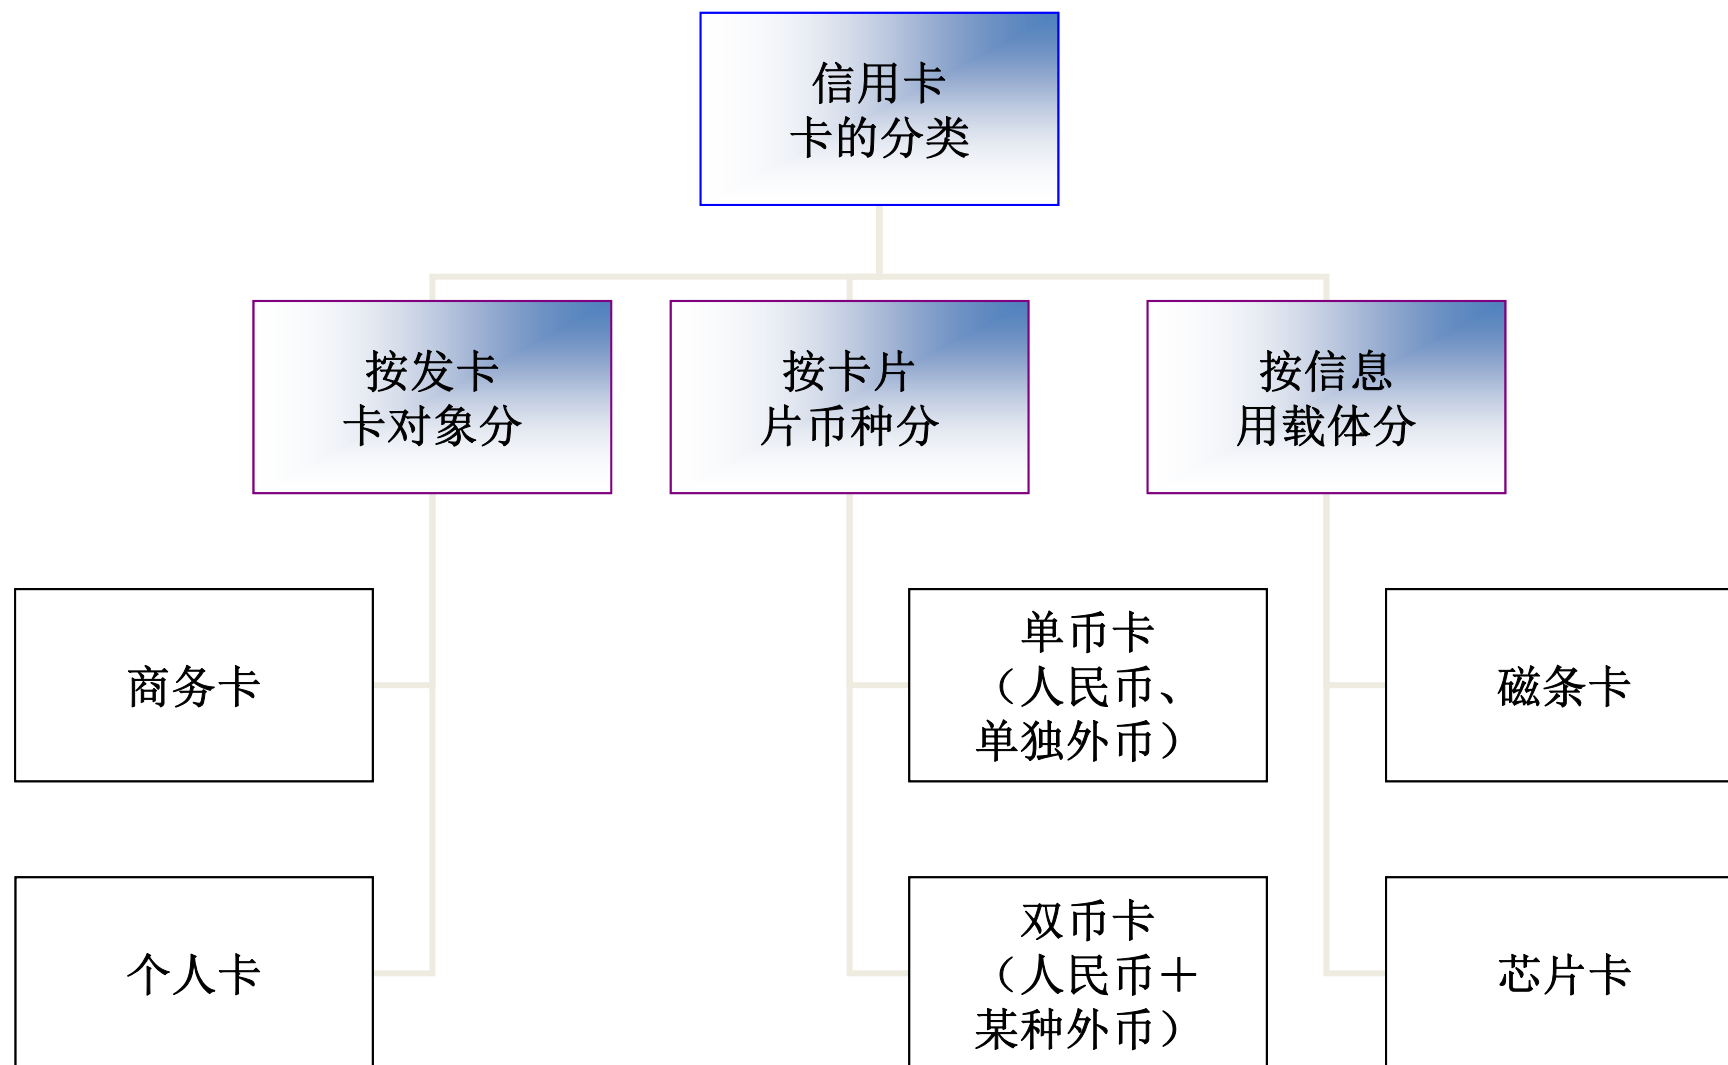 信用卡
卡的分类
按发卡
卡对象分
按卡片
片币种分
按信息
用载体分
商务卡
单币卡
（人民币、
单独外币）
磁条卡
个人卡
双币卡
（人民币＋
某种外币）
芯片卡